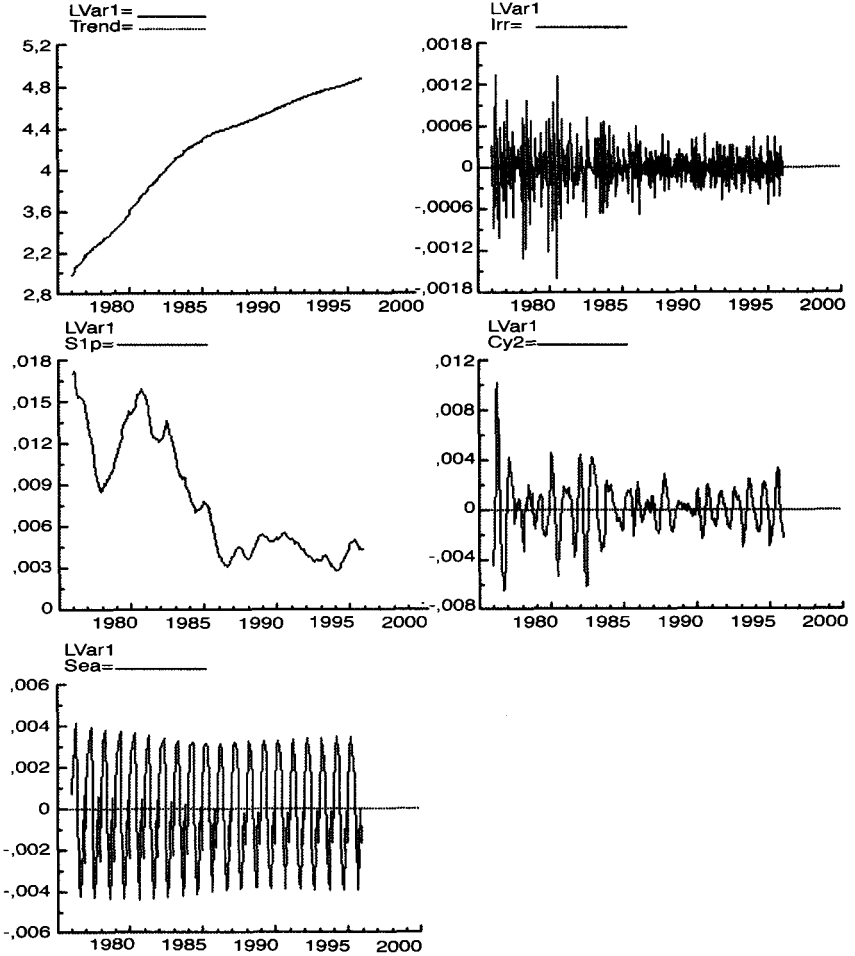 LVar1=
Trend=
5,2
4,8
4,4
4
3,6
2,2
2,8
1980 1985 1990 1995 2000
LVar1
Irr=
,0018
,0012
,0006
0
-,0006
-,0012
-,0018
1980 1985 1990 1995 2000
LVar1
S1p=
,018
,015
,012
,009
,006
,003
0
1980 1985 1990 1995 2000
LVar1
Cy2=
,012
,008
,004
0
-,004
-,008
1980 1985 1990 1995 2000
LVar1
Sea=
,006
,004
,002
0
-,002
-,004
-,006
1980 1985 1990 1995 2000